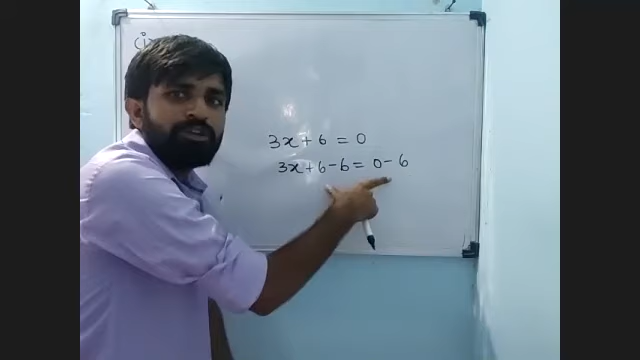 (i
3x + 6 = 0
3x + 6 - 6 = 0 - 6